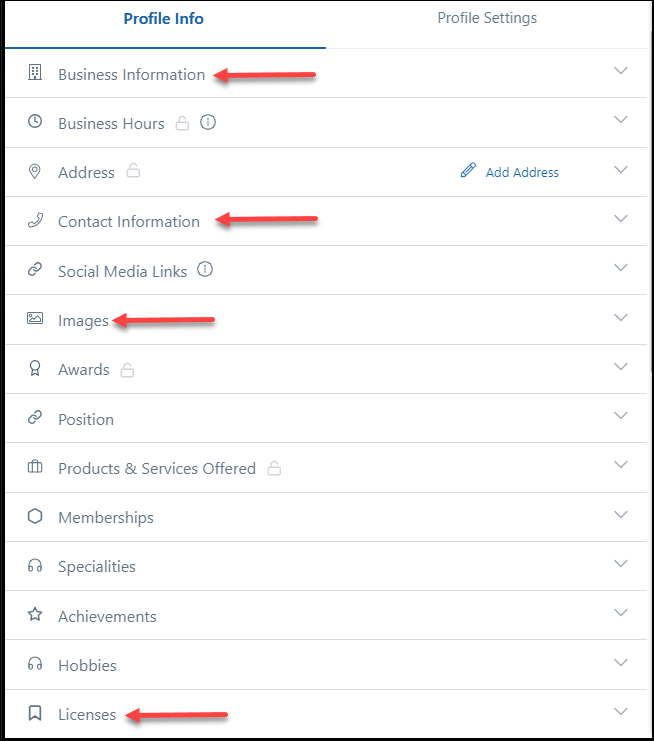 Profile Info
Profile Settings
Business Information
Business Hours
Address
Add Address
Contact Information
Social Media Links
Images
Awards
Position
Products & Services Offered
Memberships
Specialities
Achievements
Hobbies
Licenses